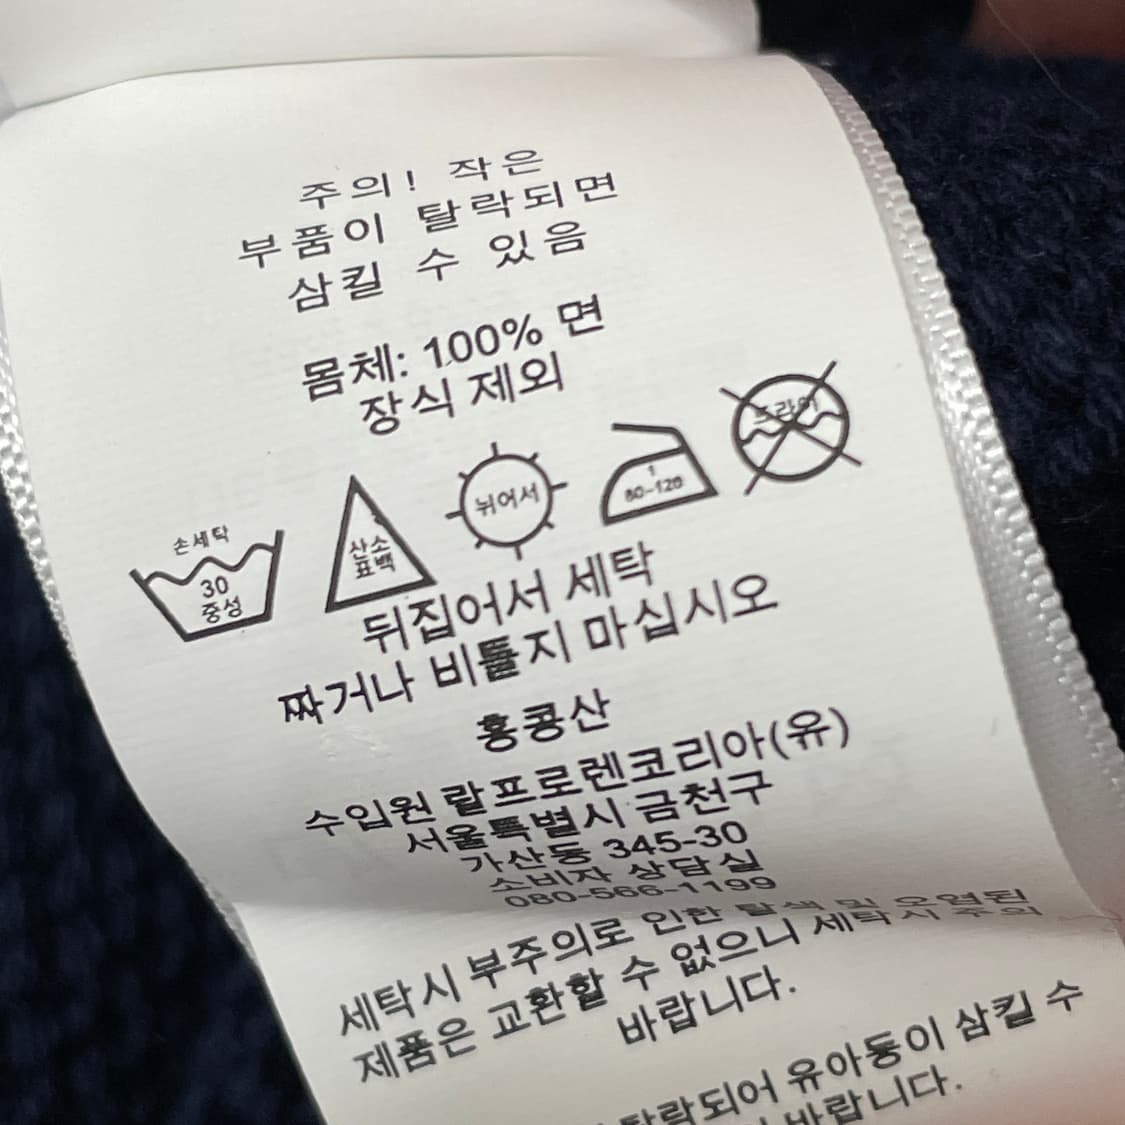 주의! 작은
부품이 탈락되면
삼킬 수 있음
몸체: 100% 면
장식 제외
손세탁
30
중성
산소
표백
뉘어서
1
80-120
드라이
뒤집어서 세탁
짜거나 비틀지 마십시오
홍콩산
수입원 랄프로렌코리아(유)
서울특별시 금천구
가산동 345-30
소비자 상담실
080-566-1199
세탁시 부주의로 인한 탈색 및 오염된
제품은 교환할 수 없으니 세탁시 주의
바랍니다.
탈락되어 유아동이 삼킬 수
바랍니다.